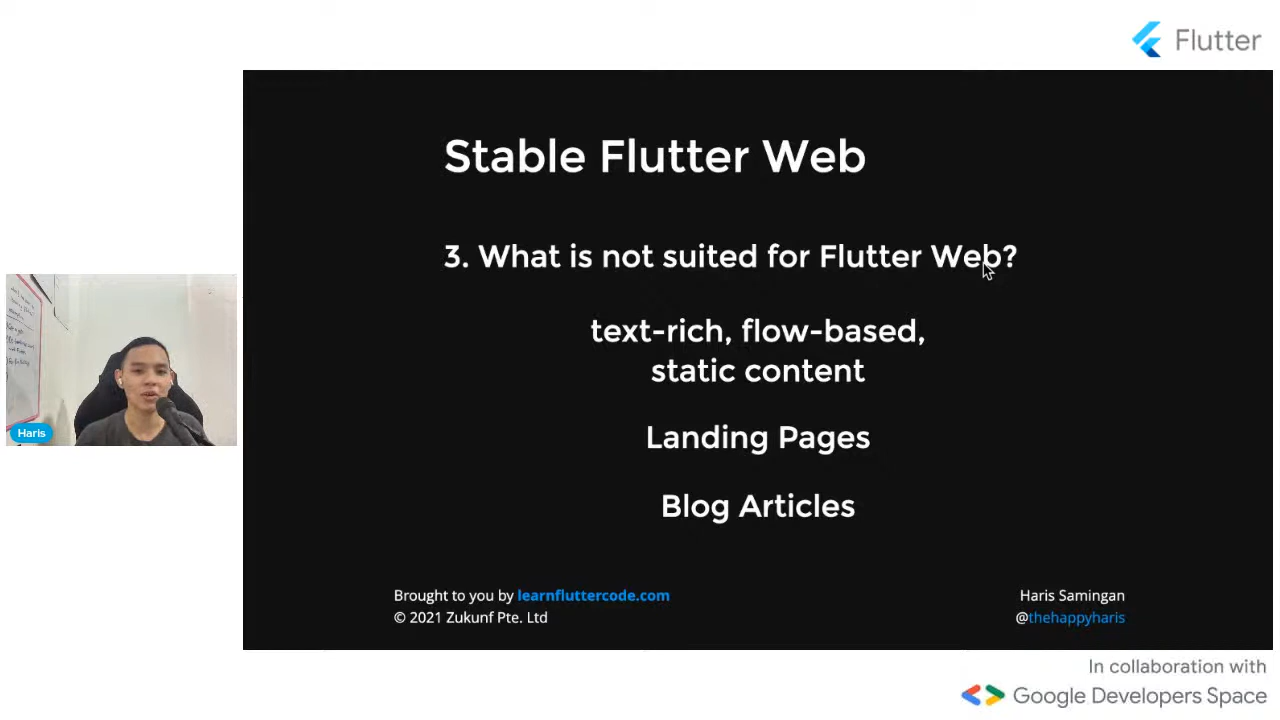 Flutter
Stable Flutter Web
3. What is not suited for Flutter Web?
text-rich, flow-based,
static content
Landing Pages
Blog Articles
Haris
Brought to you by learnfluttercode.com
© 2021 Zukunf Pte. Ltd
Haris Samingan
@thehappyharis
In collaboration with
Google Developers Space